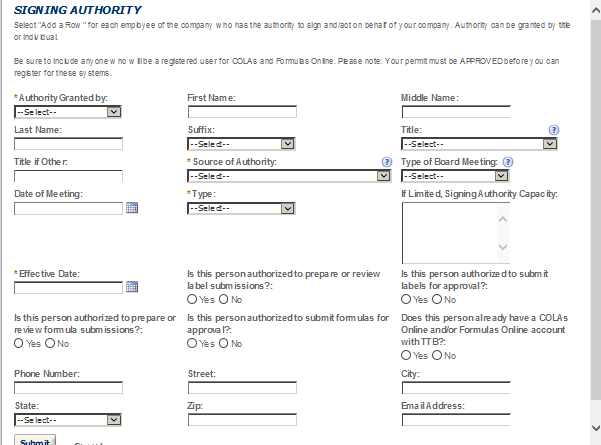 SIGNING AUTHORITY
Select "Add a Row " for each employee of the company who has the authority to sign and/act on behalf of your company. Authority can be granted by title
or individual.
Be sure to include any one who will be a registered user for COLAs and Formulas Online. Please note: Your permit must be APPROVED before you can
register for these systems.
* Authority Granted by: First Name: Middle Name:
--Select--
Last Name: Suffix: Title:
--Select-- --Select--
Title if Other: * Source of Authority: Type of Board Meeting:
--Select-- --Select--
Date of Meeting: * Type: If Limited, Signing Authority Capacity:
--Select--
* Effective Date: Is this person authorized to prepare or review Is this person authorized to submit
label submissions?: labels for approval?:
Yes No Yes No
Is this person authorized to prepare or Is this person authorized to submit formulas for Does this person already have a COLAs
review formula submissions?: approval?: Online and/or Formulas Online account
Yes No Yes No with TTB?:
Yes No
Phone Number: Street: City:
State: Zip: Email Address:
--Select--
Submit